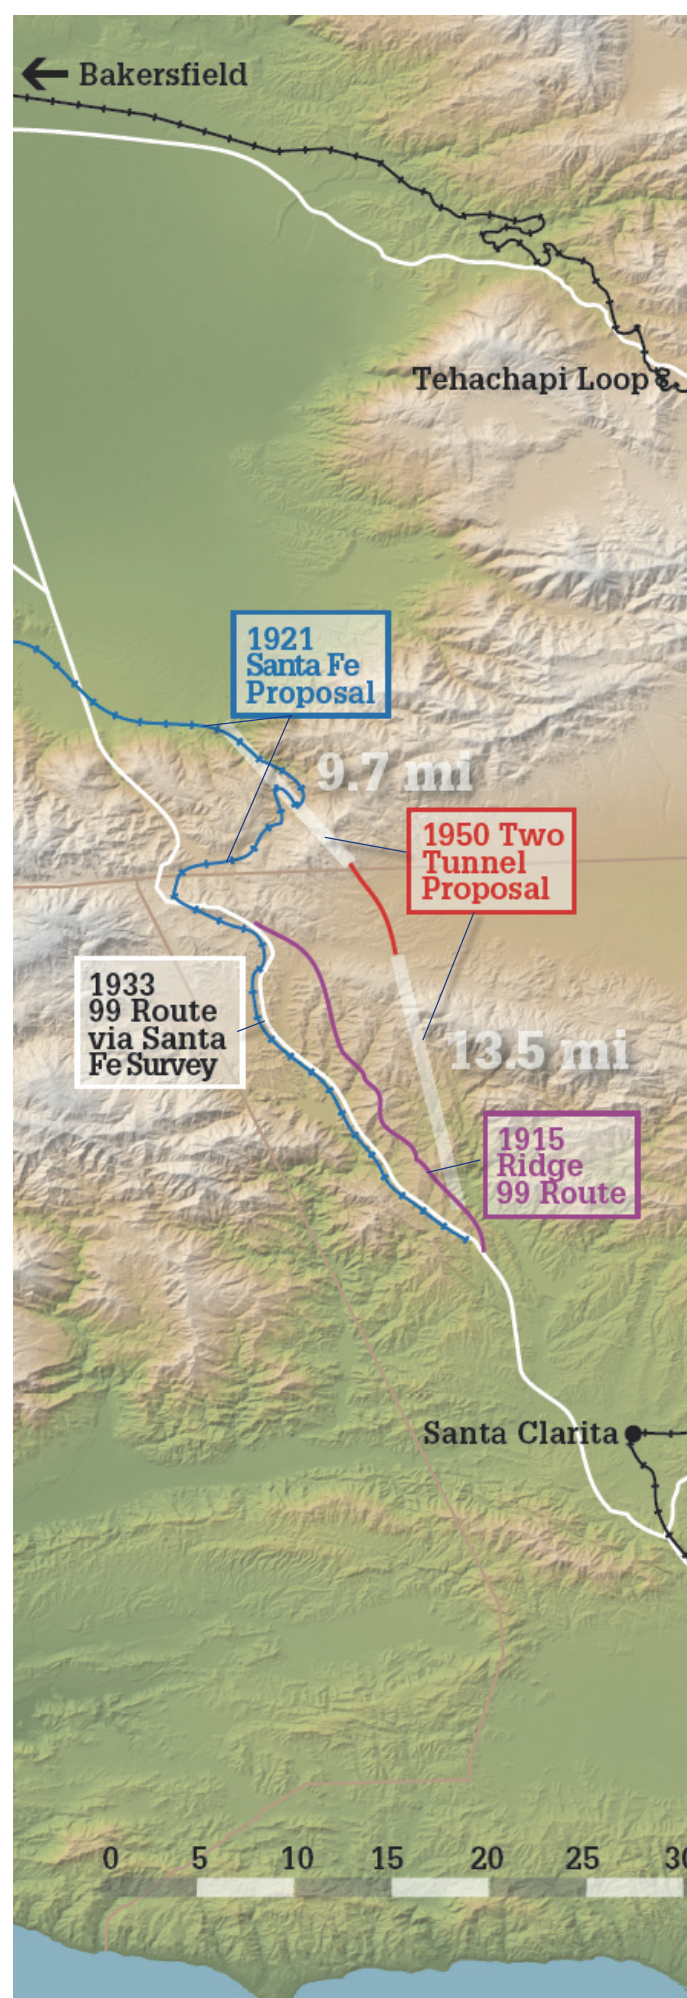 Bakersfield
Tehachapi Loop
1921
Santa Fe
Proposal
9.7 mi
1950 Two
Tunnel
Proposal
1933
99 Route
via Santa
Fe Survey
13.5 mi
1915
Ridge
99 Route
Santa Clarita
0 5 10 15 20 25 30